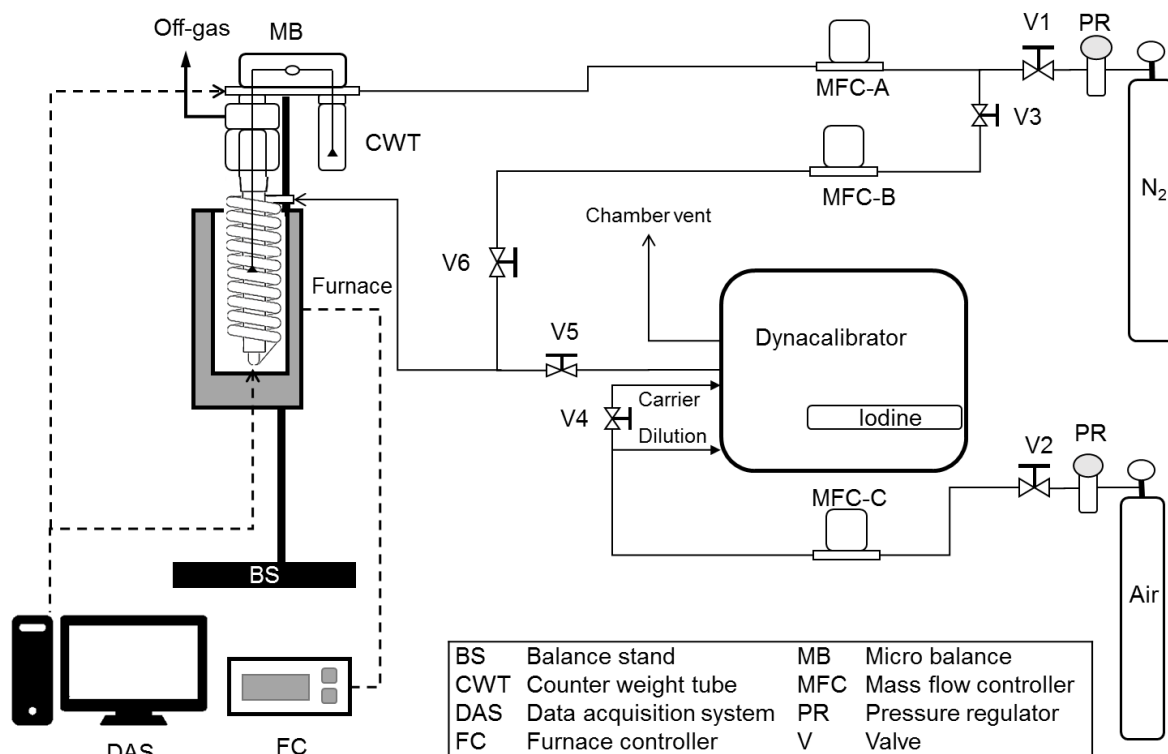 Off-gas
MB
V1
PR
MFC-A
V3
CWT
N2
MFC-B
Chamber vent
V6
Furnace
V5
Dynacalibrator
Carrier
V4
Iodine
Dilution
V2
PR
MFC-C
BS
Air
BS Balance stand MB Micro balance
CWT Counter weight tube MFC Mass flow controller
DAS Data acquisition system PR Pressure regulator
FC Furnace controller V Valve
DAS
FC